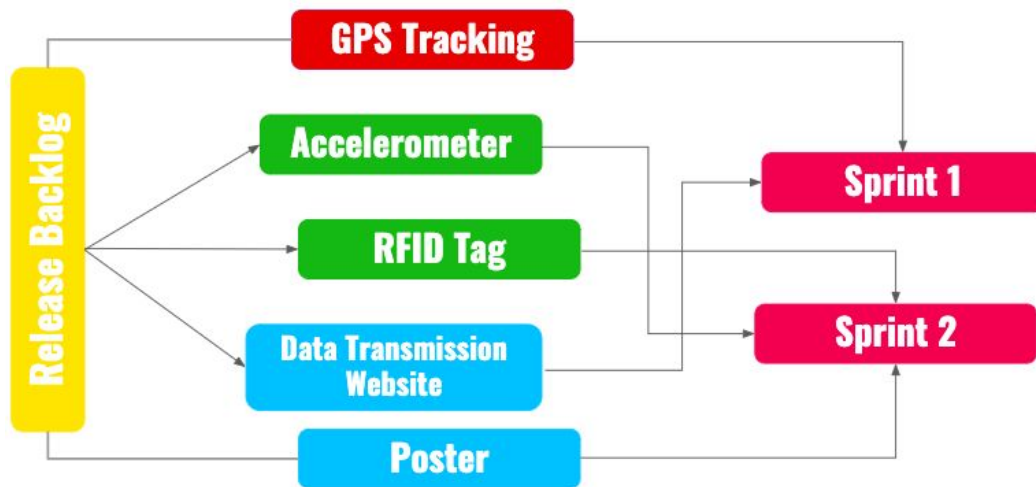 Release Backlog
GPS Tracking
Accelerometer
RFID Tag
Data Transmission
Website
Poster
Sprint 1
Sprint 2